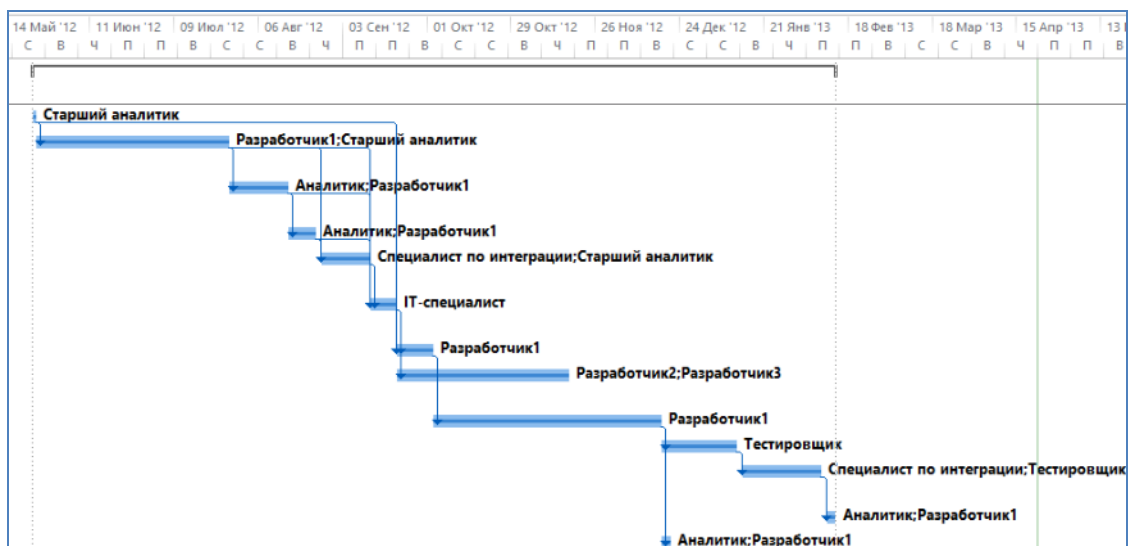 14 Май '12 11 Июн '12 09 Июл '12 06 Авг '12 03 Сен '12 01 Окт '12 29 Окт '12 26 Ноя '12 24 Дек '12 21 Янв '13 18 Фев '13 18 Мар '13 15 Апр '13 13
С В Ч П П В С С В Ч П П В С С В Ч П П В С С В Ч П П В С С В Ч П П В
Старший аналитик
Разработчик1;Старший аналитик
Аналитик;Разработчик1
Аналитик;Разработчик1
Специалист по интеграции;Старший аналитик
IT-специалист
Разработчик1
Разработчик2;Разработчик3
Разработчик1
Тестировщик
Специалист по интеграции;Тестировщик
Аналитик;Разработчик1
Аналитик;Разработчик1